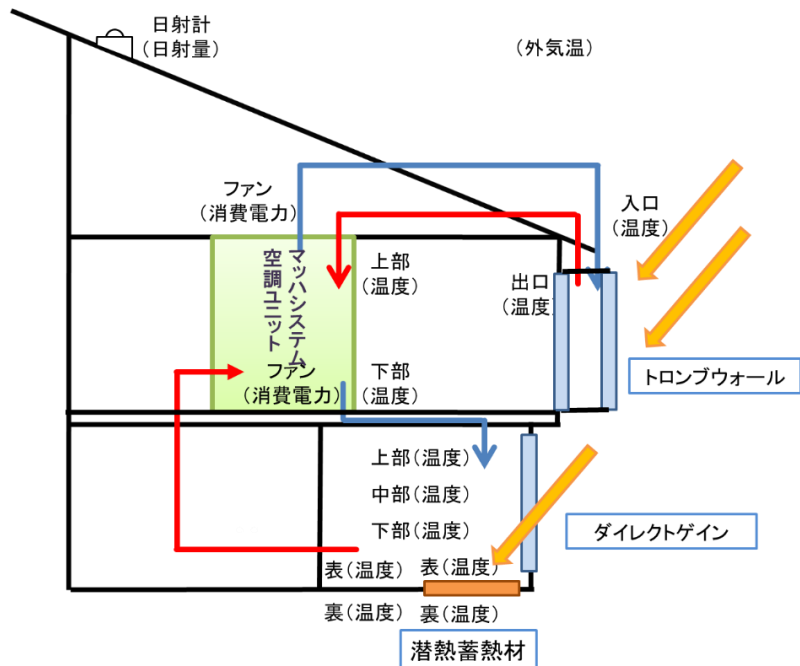 日射計
（日射量）
（外気温）
ファン
（消費電力）
入口
（温度）
マッハシステム
空調ユニット
上部
（温度）
出口
（温度）
ファン
（消費電力）
下部
（温度）
トロンブウォール
上部（温度）
中部（温度）
下部（温度）
ダイレクトゲイン
表（温度） 表（温度）
裏（温度） 裏（温度）
潜熱蓄熱材